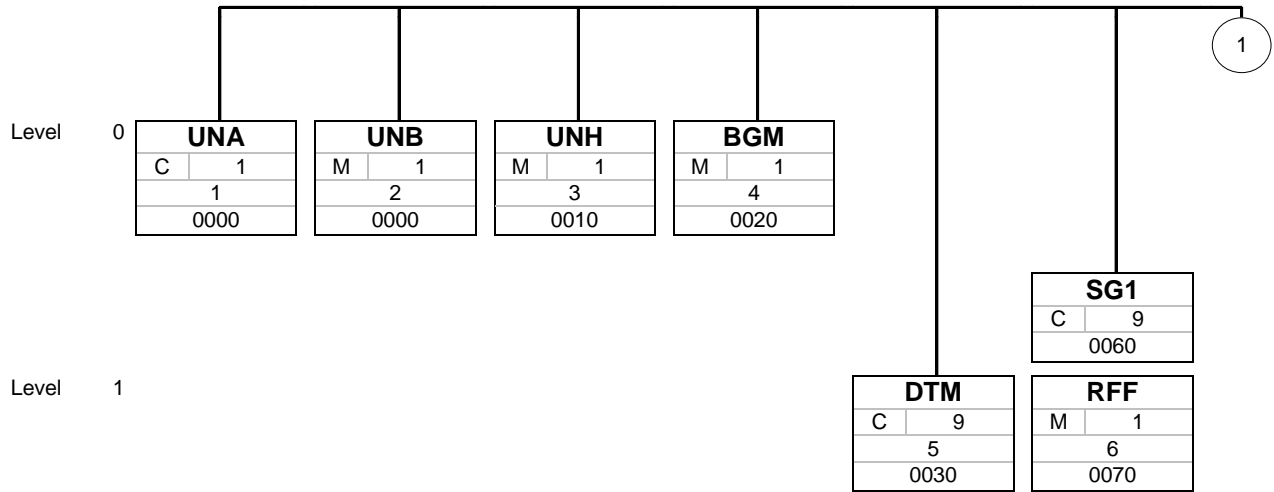 1
Level 0 UNA UNB UNH BGM
C 1 M 1 M 1 M 1
1 2 3 4
0000 0000 0010 0020
SG1
C 9
0060
Level 1 DTM RFF
C 9 M 1
5 6
0030 0070